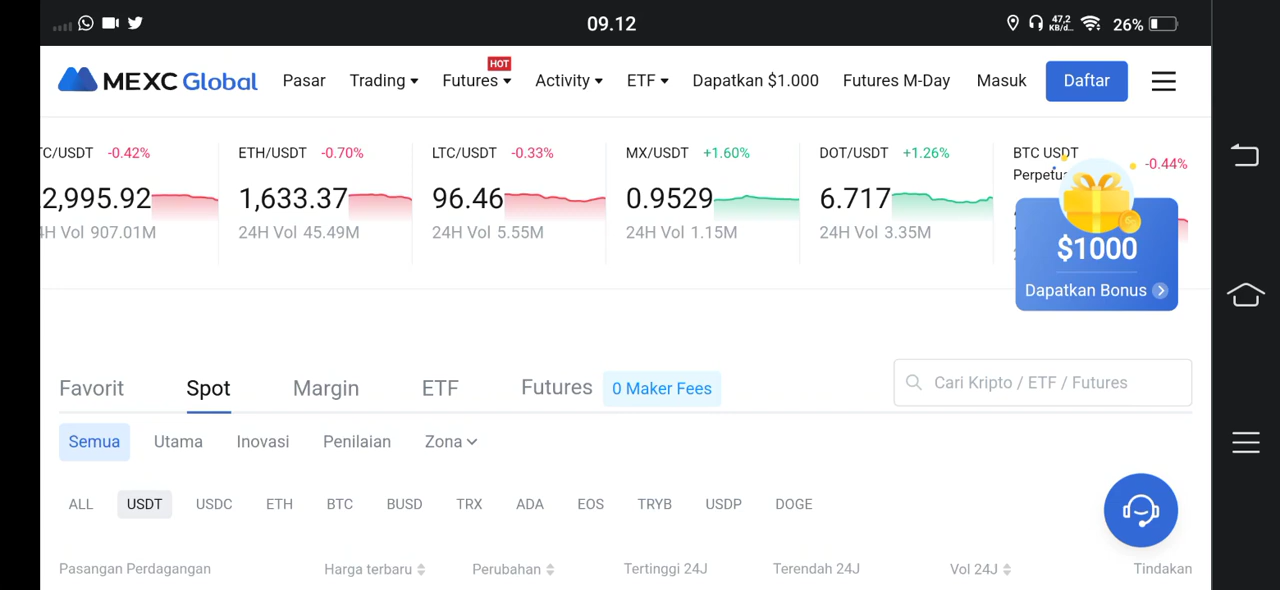 09.12
47,2
KB/d...
26%
MEXC Global
Pasar
Trading
Futures
HOT
Activity
ETF
Dapatkan $1.000
Futures M-Day
Masuk
Daftar
C/USDT -0.42%
2,995.92
H Vol 907.01M
ETH/USDT -0.70%
1,633.37
24H Vol 45.49M
LTC/USDT -0.33%
96.46
24H Vol 5.55M
MX/USDT +1.60%
0.9529
24H Vol 1.15M
DOT/USDT +1.26%
6.717
24H Vol 3.35M
BTC USDT
Perpetu
-0.44%
$1000
Dapatkan Bonus
Favorit
Spot
Margin
ETF
Futures
0 Maker Fees
Cari Kripto / ETF / Futures
Semua
Utama
Inovasi
Penilaian
Zona
ALL
USDT
USDC
ETH
BTC
BUSD
TRX
ADA
EOS
TRYB
USDP
DOGE
Pasangan Perdagangan
Harga terbaru
Perubahan
Tertinggi 24J
Terendah 24J
Vol 24J
Tindakan